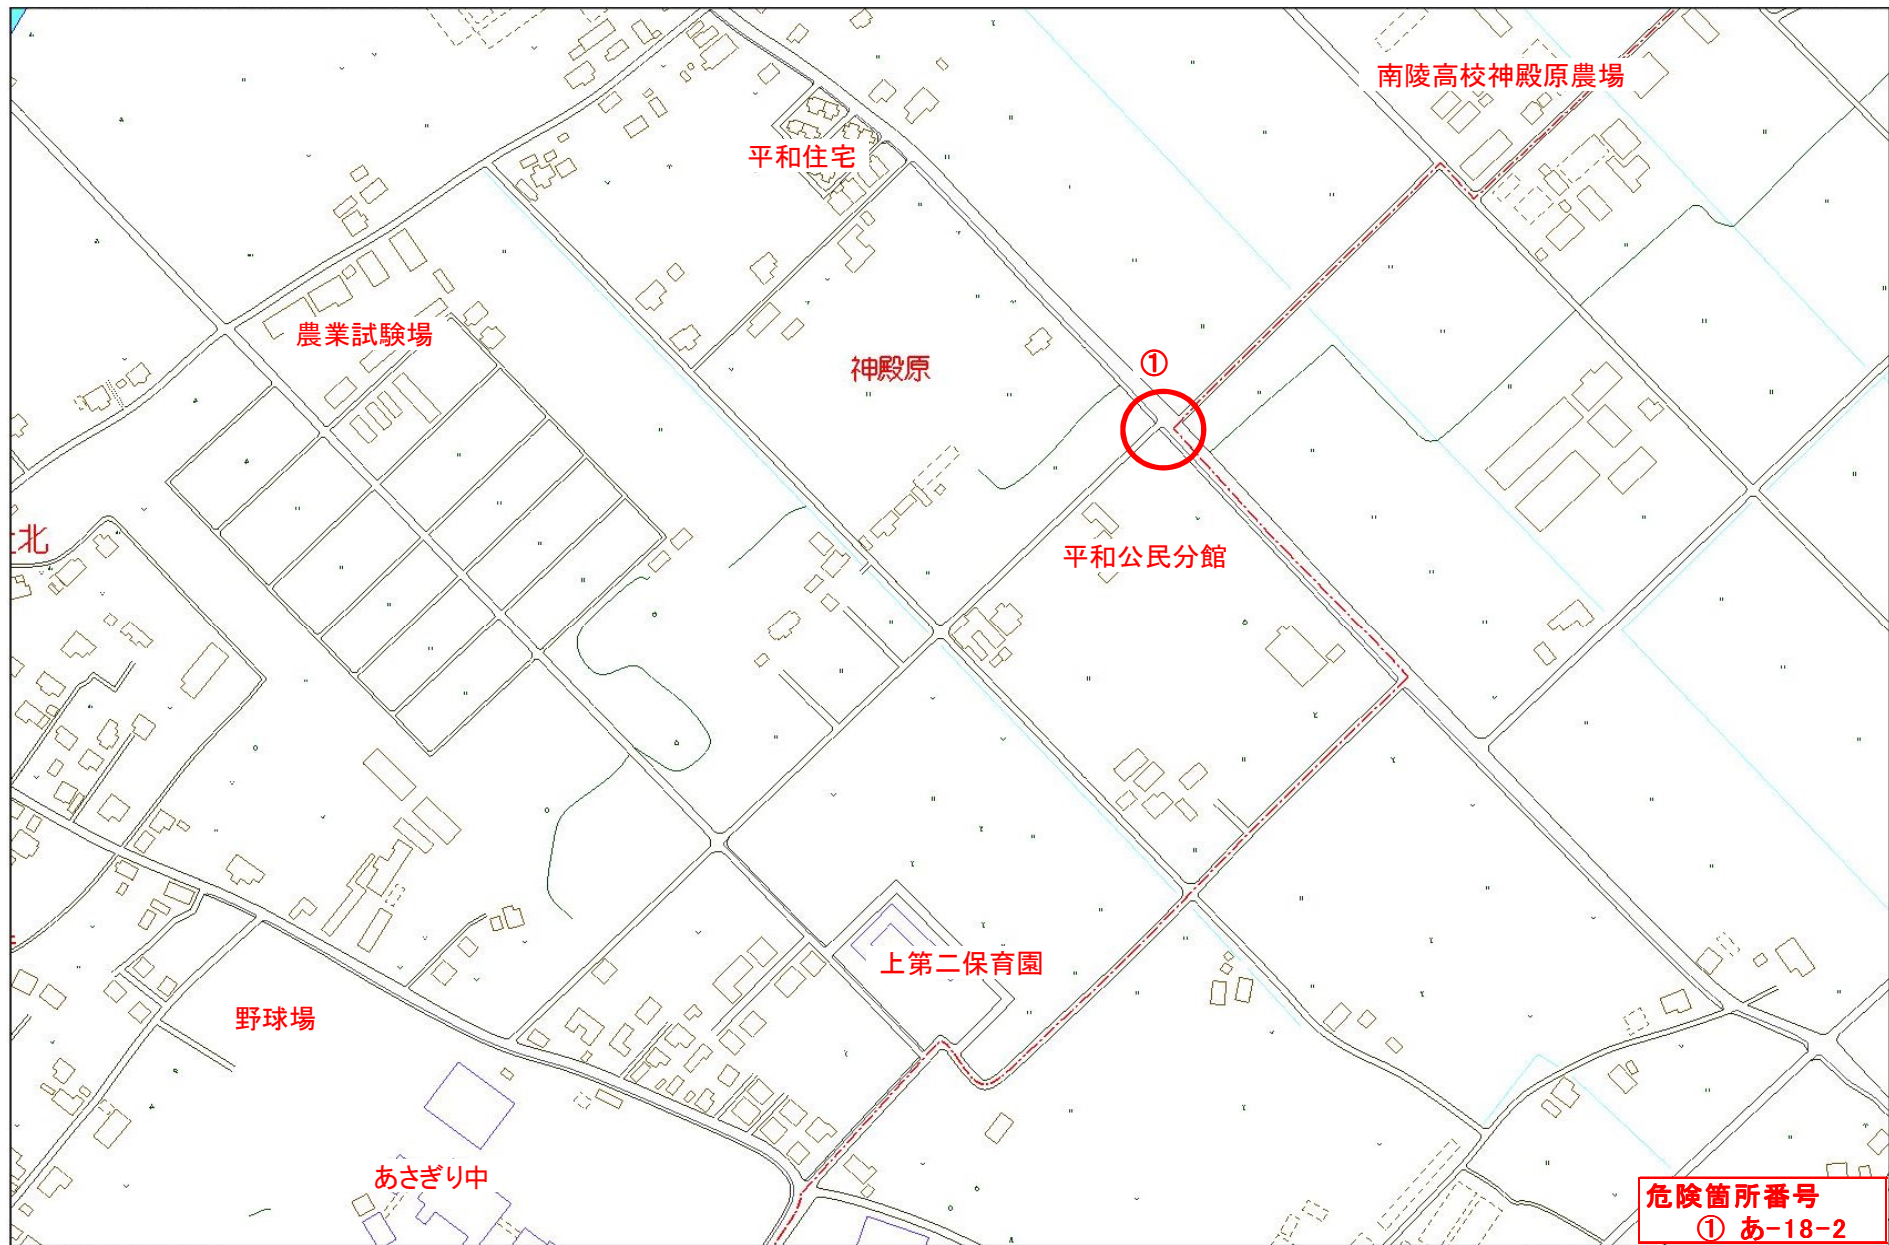 南陵高校神殿原農場
平和住宅
農業試験場
神殿原
①
北
平和公民分館
上第二保育園
野球場
あさぎり中
危険箇所番号
① あ-18-2